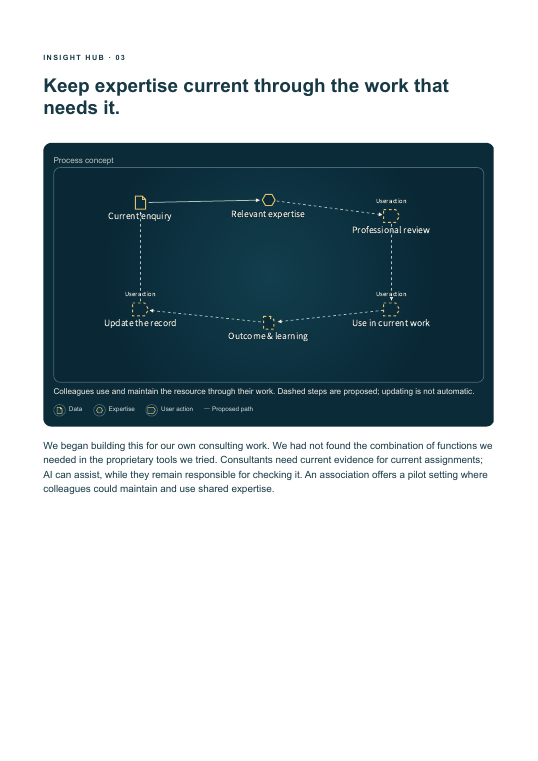 INSIGHT HUB · 03
Keep expertise current through the work that
needs it.
Process concept
Current enquiry
Relevant expertise
User action
Professional review
User action
Update the record
Outcome & learning
User action
Use in current work
Colleagues use and maintain the resource through their work. Dashed steps are proposed; updating is not automatic.
Data Expertise User action Proposed path
We began building this for our own consulting work. We had not found the combination of functions we
needed in the proprietary tools we tried. Consultants need current evidence for current assignments;
AI can assist, while they remain responsible for checking it. An association offers a pilot setting where
colleagues could maintain and use shared expertise.